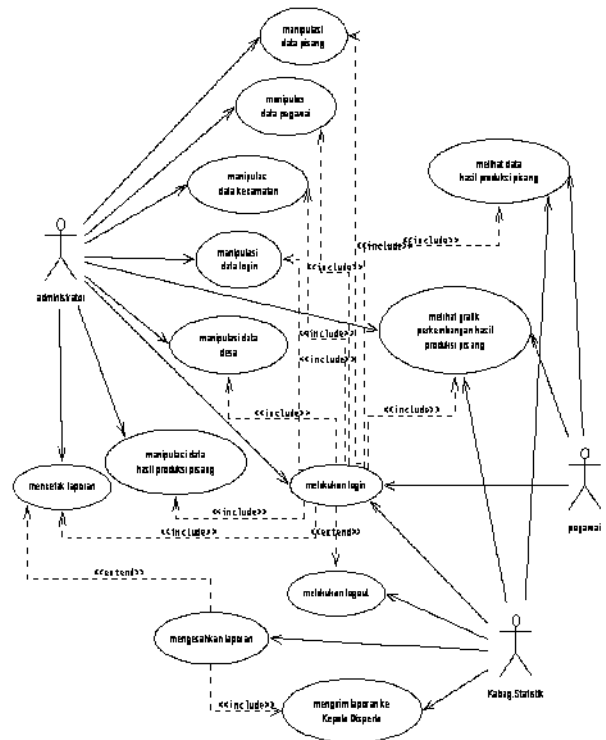 manipulasi
data pisang
manipulasi
data pegawai
melihat data
hasil produksi pisang
manipulasi
data kecamatan
manipulasi
data login
<<include>>
<<include>>
<<include>>
administrator
melihat grafik
perkembangan hasil
produksi pisang
manipulasi data
desa
<<include>>
<<include>>
<<include>>
<<include>>
manipulasi data
hasil produksi pisang
mencetak laporan
melakukan login
<<include>>
pegawai
<<include>>
<<extend>>
<<extend>>
melakukan logout
mengesahkan laporan
<<include>>
mengirim laporan ke
Kepala Disperla
Kabag.Statistik